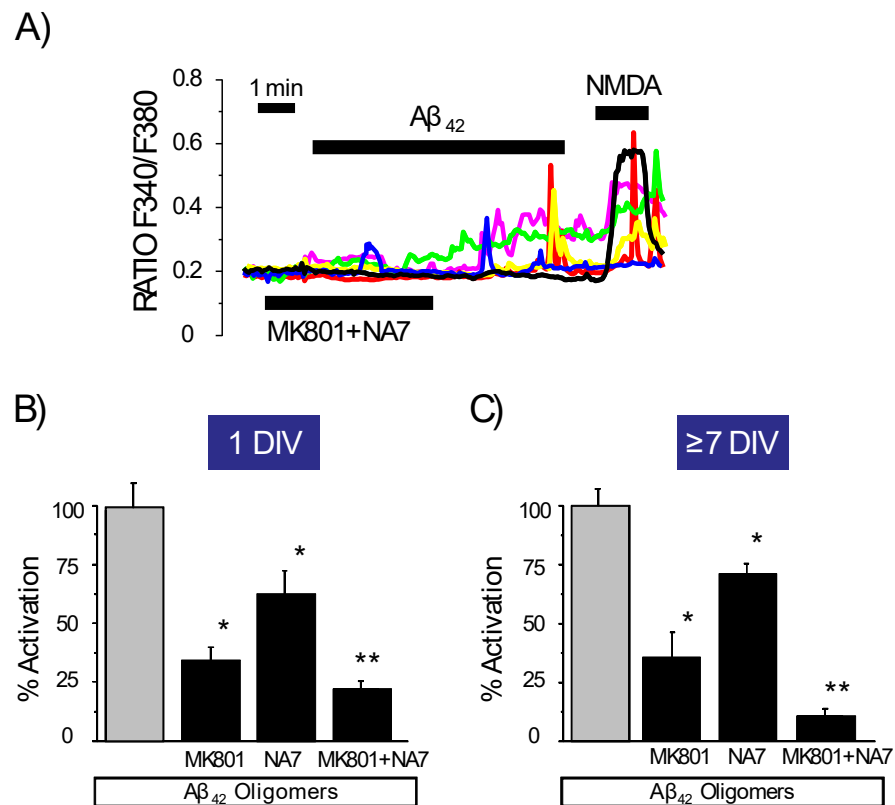 A)
RATIO F340/F380
0.8
0.6
0.4
0.2
0
1 min
Aβ42
NMDA
MK801+NA7
B)
1 DIV
% Activation
100
75
50
25
0
*
*
**
MK801 NA7 MK801+NA7
Aβ42 Oligomers
C)
≥7 DIV
% Activation
100
75
50
25
0
*
*
**
MK801 NA7 MK801+NA7
Aβ42 Oligomers